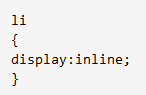 li
{
display:inline;
}